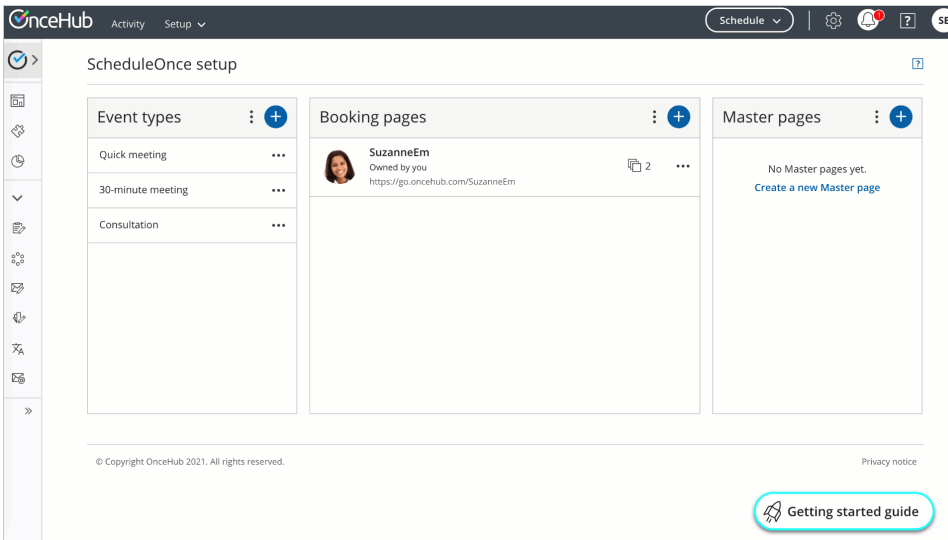 OnceHub
Activity
Setup
Schedule
1
?
SE
ScheduleOnce setup
?
Event types
Quick meeting
30-minute meeting
Consultation
Booking pages
SuzanneEm
Owned by you
https://go.oncehub.com/SuzanneEm
2
Master pages
No Master pages yet.
Create a new Master page
© Copyright OnceHub 2021. All rights reserved.
Privacy notice
Getting started guide